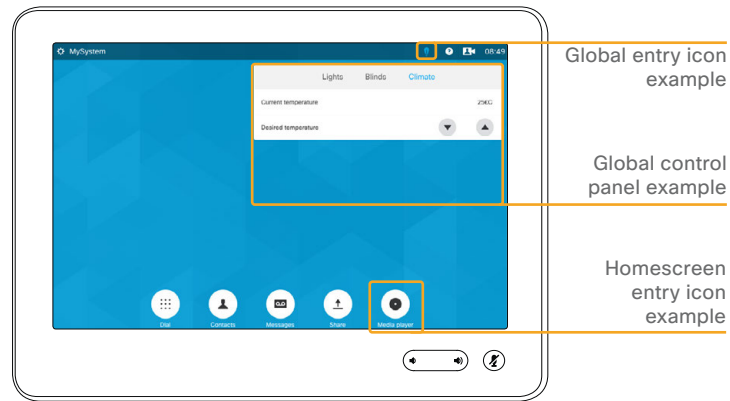 MySystem
08:49
Lights Blinds Climate
Current temperature
Desired temperature
Dial Contacts Messages Share Media player
Global entry icon
example
Global control
panel example
Homescreen
entry icon
example